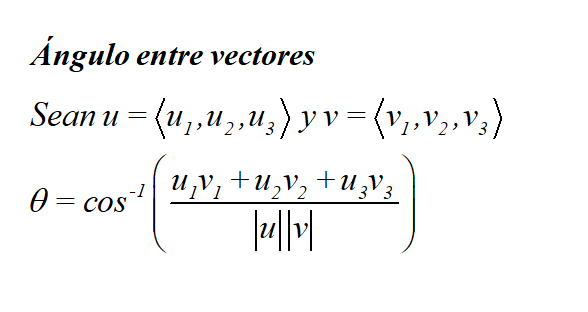 Ángulo entre vectores
Sean u = ⟨u₁,u₂,u₃⟩ y v = ⟨v₁,v₂,v₃⟩
θ = cos⁻¹ ( (u₁v₁ + u₂v₂ + u₃v₃) / (|u||v|) )